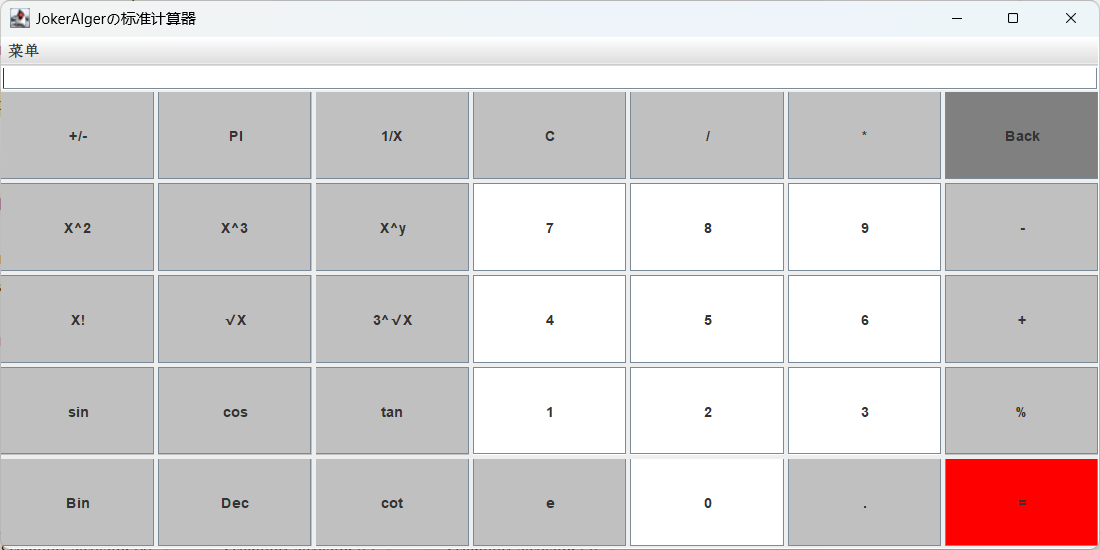 JokerAlgerの标准计算器
菜单
+/- PI 1/X C / * Back
X^2 X^3 X^y 7 8 9 -
X! √X 3^√X 4 5 6 +
sin cos tan 1 2 3 %
Bin Dec cot e 0 . =